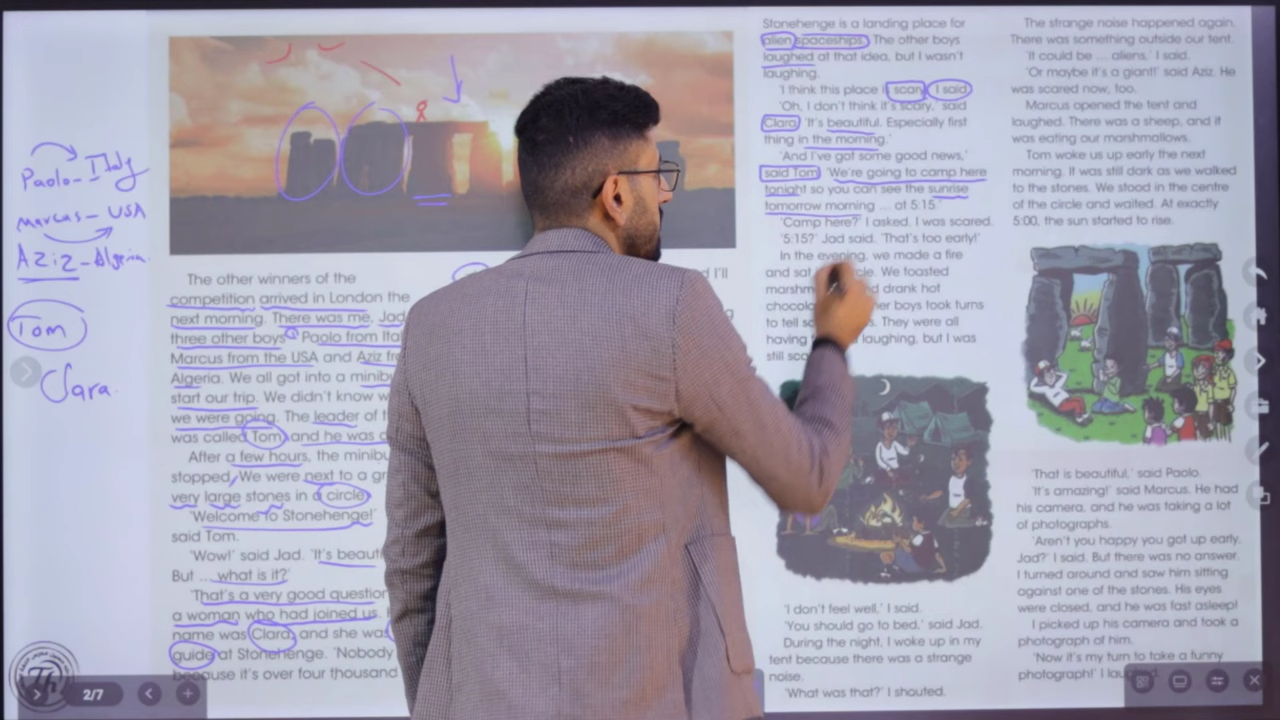 Paolo - Italy
Marcus - USA
Aziz - Algeria
Tom
Clara
The other winners of the
competition arrived in London the
next morning. There was me, Jad
three other boys
Paolo from
Marcus from the USA and Aziz
Algeria. We all got into a
start our trip. We didn't know
we were going. The leader of
was called Tom and he was
After a few hours, the
stopped. We were next to a
very large stones in a circle
'Welcome to Stonehenge!'
said Tom.
'Wow!' said Jad. 'It's
But ... what is it?'
'That's a very good
a woman who had joined us.
name was Clara, and she was
guide at Stonehenge. 'Nobody
because it's over four thousand
2/7
Stonehenge is a landing place for
alien spaceships. The other boys
laughed at that idea, but I wasn't
laughing.
'I think this place is scary,' I said.
'Oh, I don't think it's scary,' said
Clara. 'It's beautiful. Especially first
thing in the morning.'
'And I've got some good news,'
said Tom. 'We're going to camp here
tonight so you can see the sunrise
tomorrow morning ... at 5:15.'
'Camp here?' I asked. I was scared.
'5:15?' Jad said. 'That's too early!'
In the evening, we made a fire
and sat
We toasted
drank hot
boys took turns
to tell
They were all
having
laughing, but I was
still
'I don't feel well,' I said.
'You should go to bed,' said Jad.
During the night, I woke up in my
tent because there was a strange
noise.
'What was that?' I shouted.
The strange noise happened again.
There was something outside our tent.
'It could be ... aliens,' I said.
'Or maybe it's a giant!' said Aziz. He
was scared now, too.
Marcus opened the tent and
laughed. There was a sheep, and it
was eating our marshmallows.
Tom woke us up early the next
morning. It was still dark as we walked
to the stones. We stood in the centre
of the circle and waited. At exactly
5:00, the sun started to rise.
'That is beautiful,' said Paolo.
'It's amazing!' said Marcus. He had
his camera, and he was taking a lot
of photographs.
'Aren't you happy you got up early,
Jad?' I said. But there was no answer.
I turned around and saw him sitting
against one of the stones. His eyes
were closed, and he was fast asleep!
I picked up his camera and took a
photograph of him.
'Now it's my turn to take a funny
photograph!' I